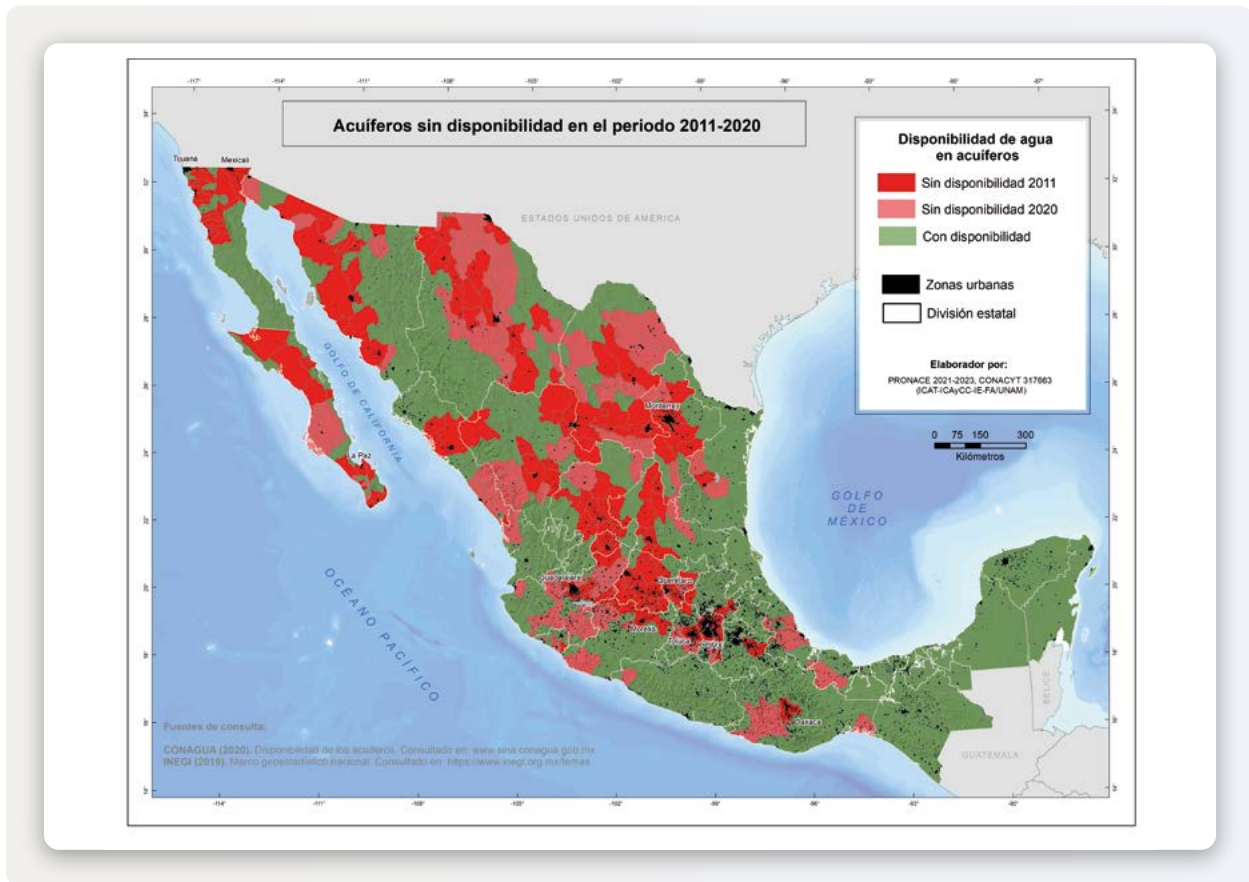 Acuíferos sin disponibilidad en el periodo 2011-2020
Disponibilidad de agua
en acuíferos
Sin disponibilidad 2011
Sin disponibilidad 2020
Con disponibilidad
Zonas urbanas
División estatal
Elaborador por:
PRONACE 2021-2023, CONACYT 317663
(ICAT-ICAyCC-IE-FA/UNAM)
0 75 150 300
Kilómetros
Tijuana
Mexicali
ESTADOS UNIDOS DE AMÉRICA
GOLFO DE CALIFORNIA
Monterrey
La Paz
GOLFO
DE
MÉXICO
Guadalajara
Querétaro
Morelia
Toluca
OCÉANO PACÍFICO
Oaxaca
BELICE
GUATEMALA
Fuentes de consulta:
CONAGUA (2020). Disponibilidad de los acuíferos. Consultado en: www.sina.conagua.gob.mx
INEGI (2019). Marco geoestadístico nacional. Consultado en: https://www.inegi.org.mx/temas